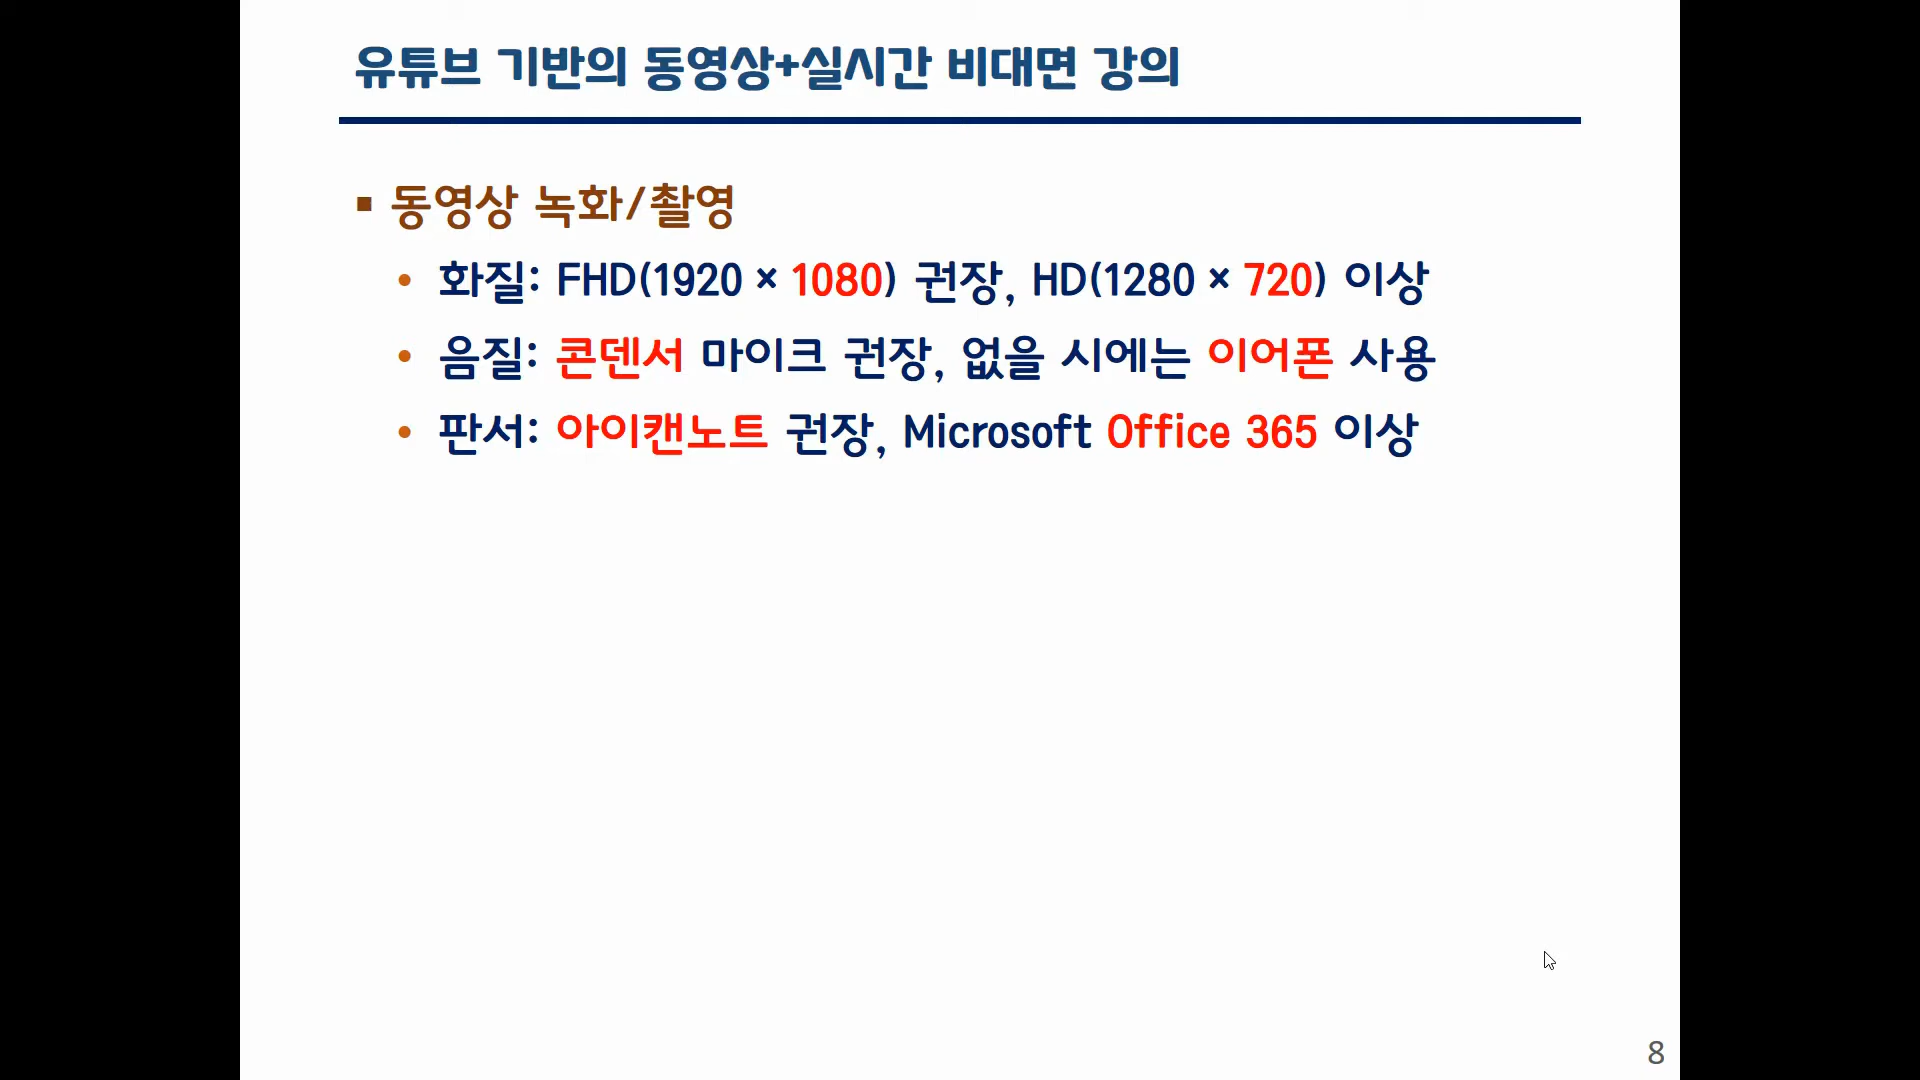 유튜브 기반의 동영상+실시간 비대면 강의
▪ 동영상 녹화/촬영
• 화질: FHD(1920 × 1080) 권장, HD(1280 × 720) 이상
• 음질: 콘덴서 마이크 권장, 없을 시에는 이어폰 사용
• 판서: 아이캔노트 권장, Microsoft Office 365 이상
8